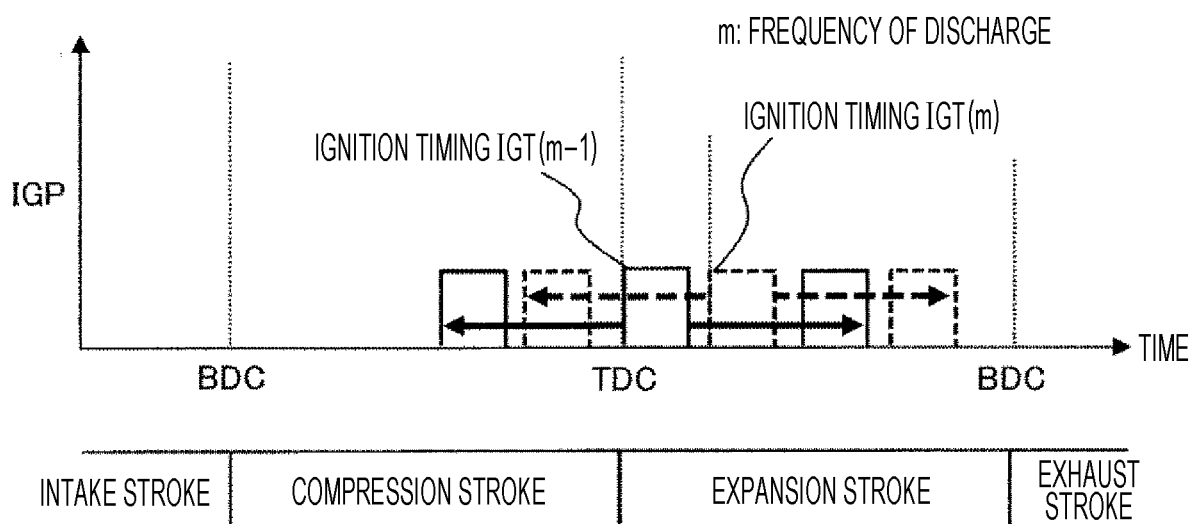 m: FREQUENCY OF DISCHARGE
IGNITION TIMING IGT(m)
IGNITION TIMING IGT(m-1)
IGP
TIME
BDC
TDC
BDC
INTAKE STROKE
COMPRESSION STROKE
EXPANSION STROKE
EXHAUST
STROKE